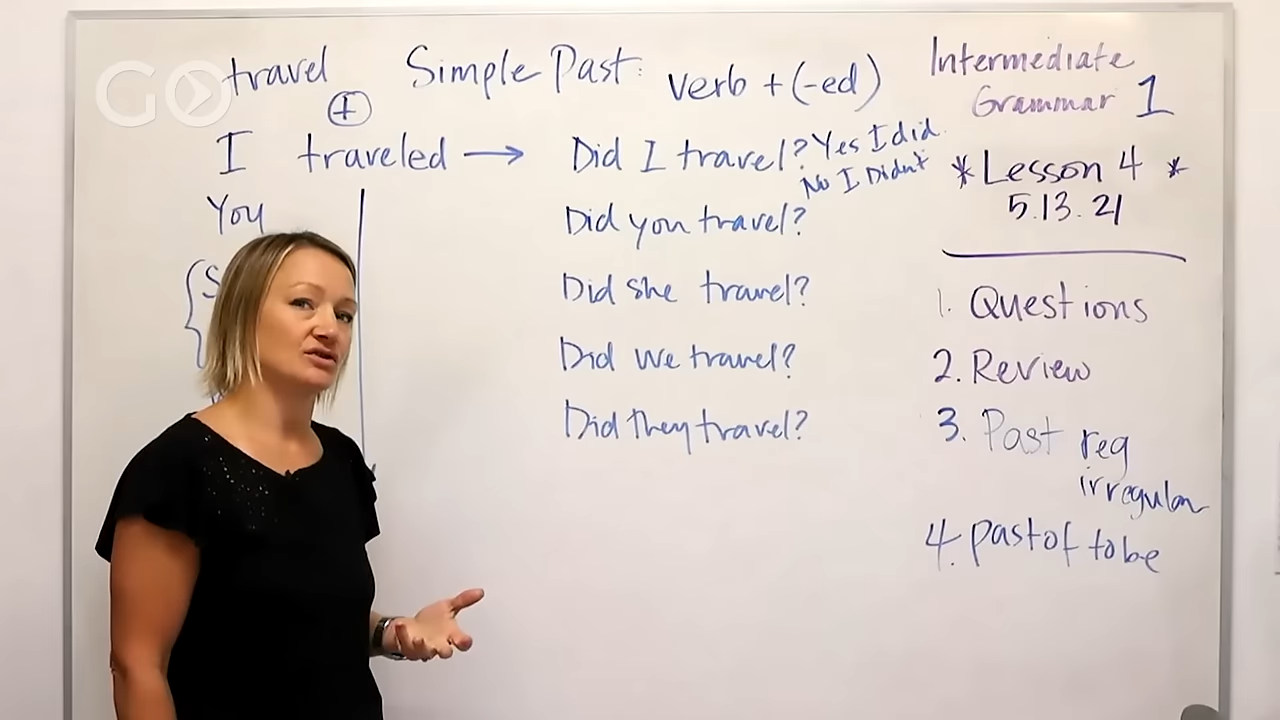 GO
travel
Simple Past:
verb + (-ed)
+
I traveled → Did I travel? Yes I did.
No I Didn't
You
Did you travel?
S
Did she travel?
Did we travel?
Did they travel?
Intermediate
Grammar 1
* Lesson 4 *
5.13.21
1. Questions
2. Review
3. Past reg
irregular
4. past of to be